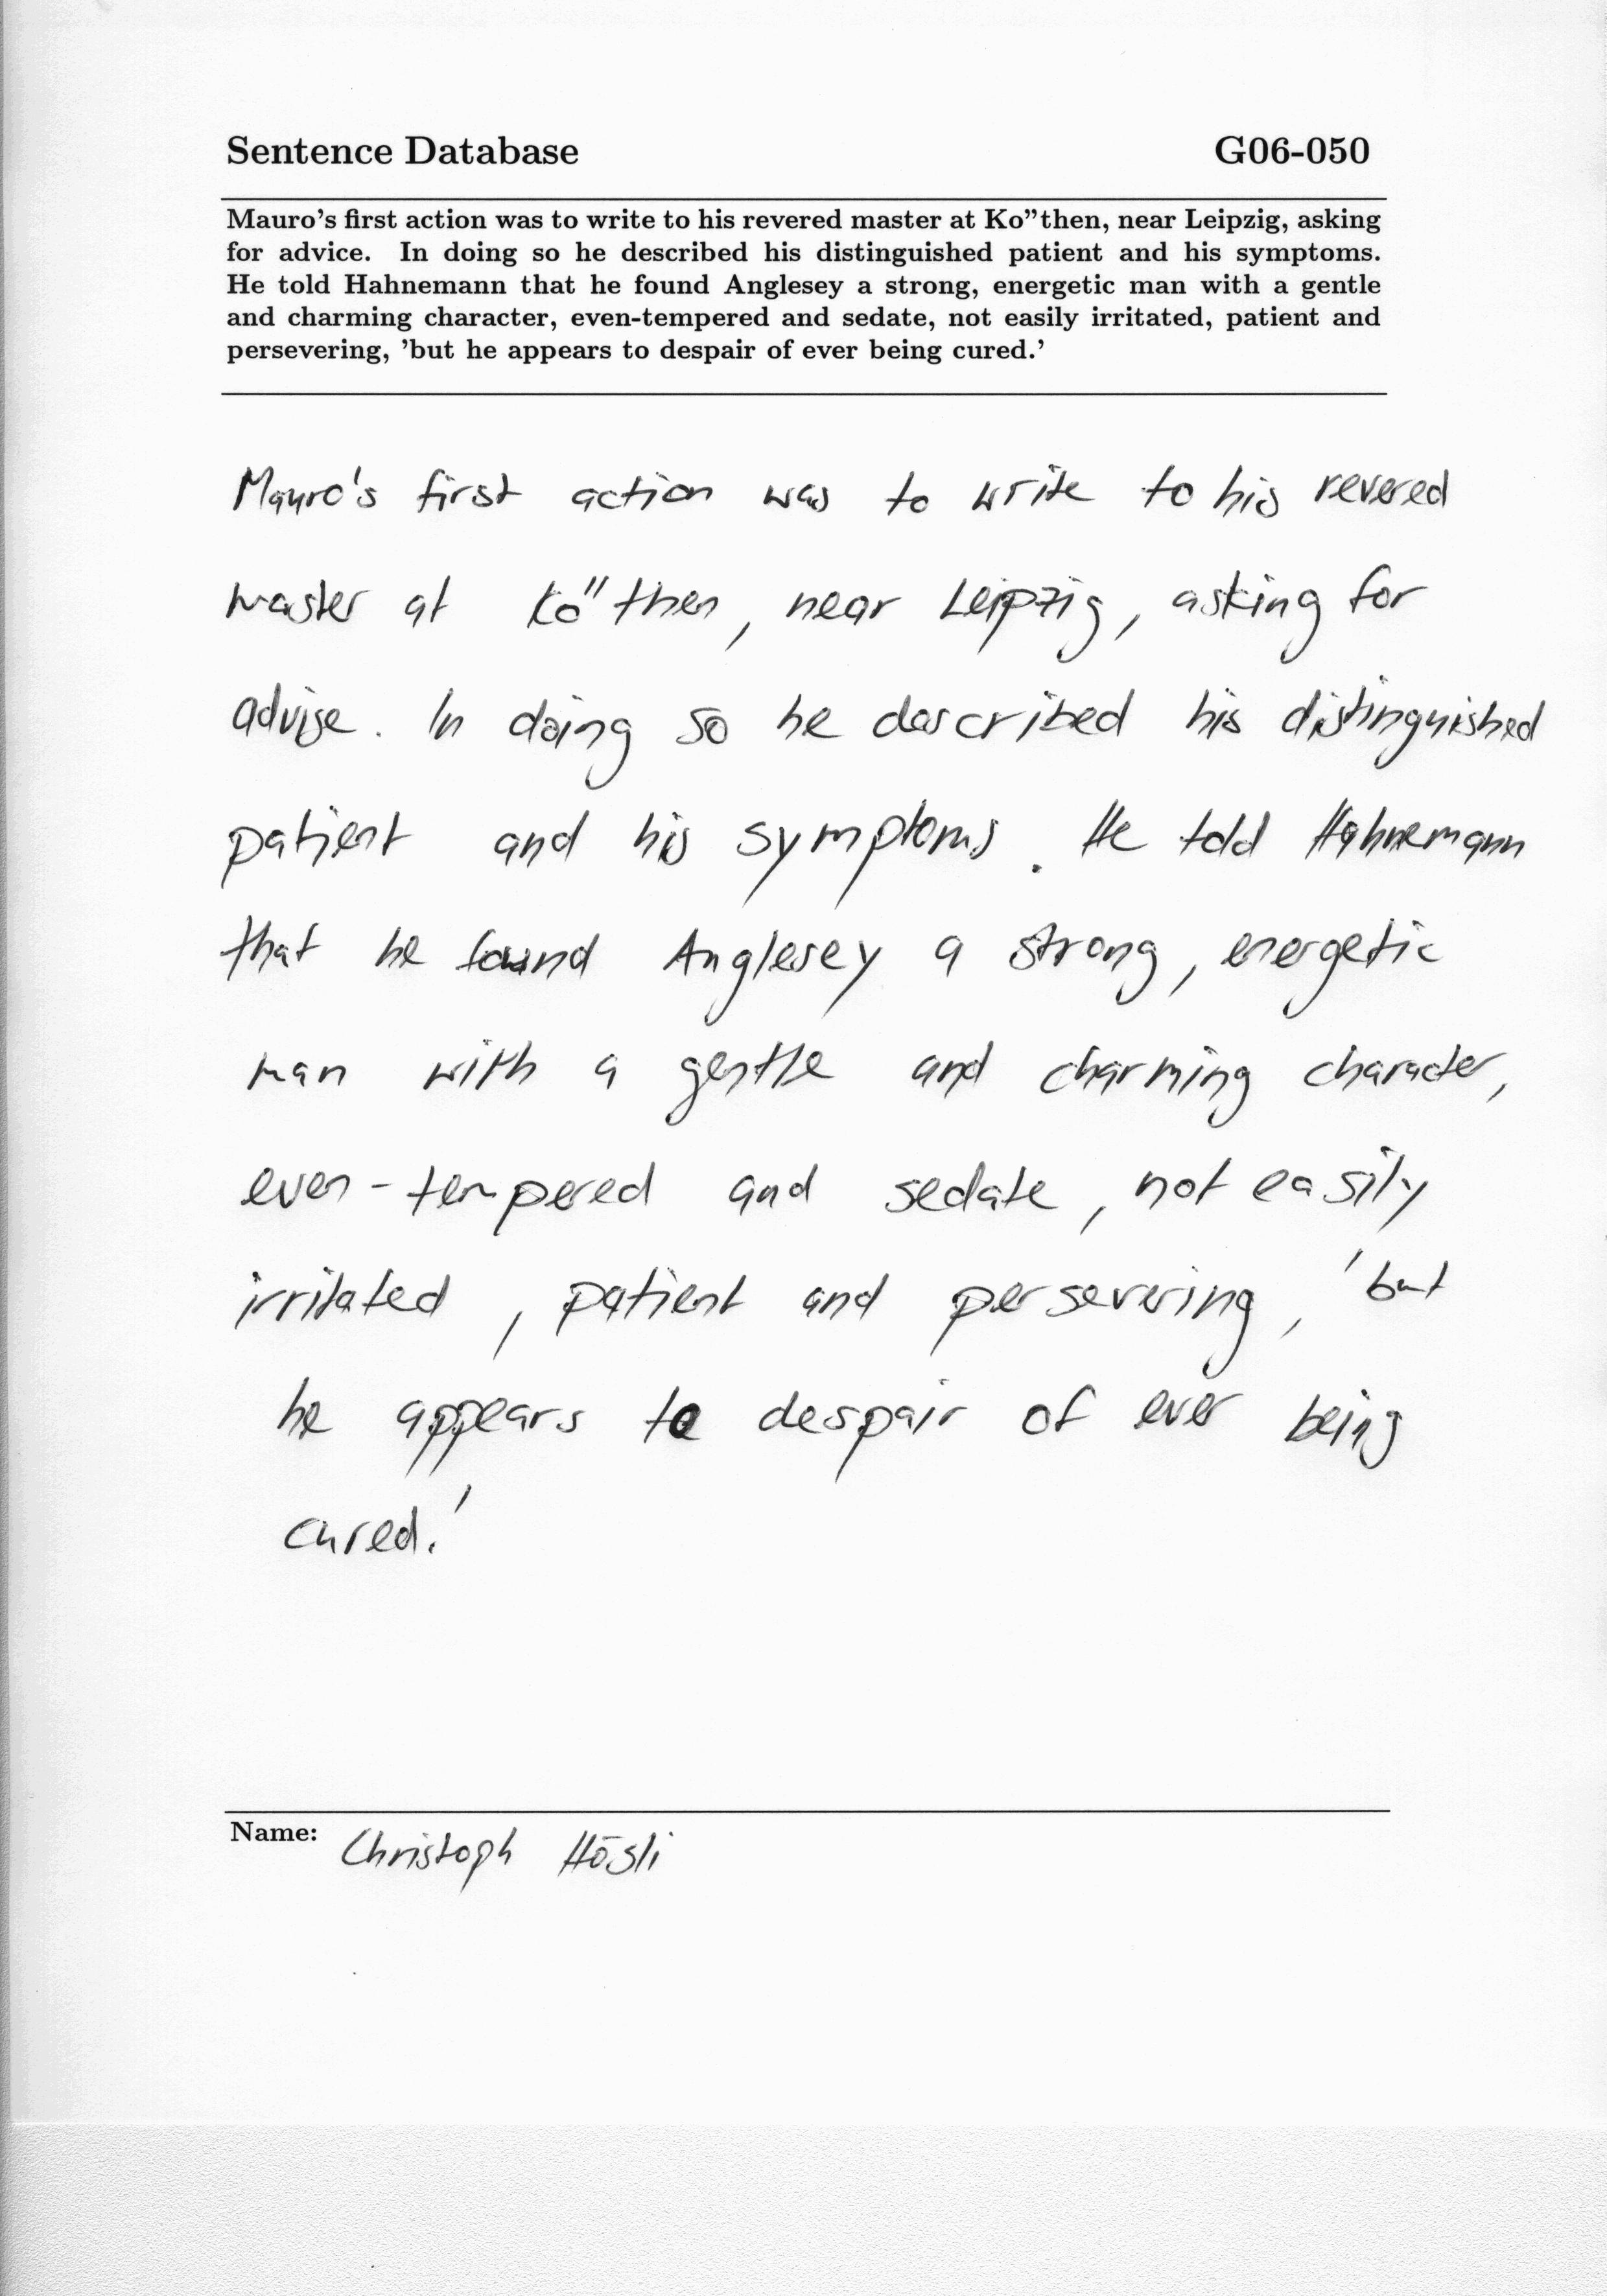 Sentence Database G06-050
Mauro's first action was to write to his revered master at Ko"then, near Leipzig, asking
for advice. In doing so he described his distinguished patient and his symptoms.
He told Hahnemann that he found Anglesey a strong, energetic man with a gentle
and charming character, even-tempered and sedate, not easily irritated, patient and
persevering, 'but he appears to despair of ever being cured.'
Mauro's first action was to write to his revered
master at Ko"then, near Leipzig, asking for
advise. In doing so he described his distinguished
patient and his symptoms. He told Hahnemann
that he found Anglesey a strong, energetic
man with a gentle and charming character,
even-tempered and sedate, not easily
irritated, patient and persevering, 'but
he appears to despair of ever being
cured.'
Name: Christoph Hösli